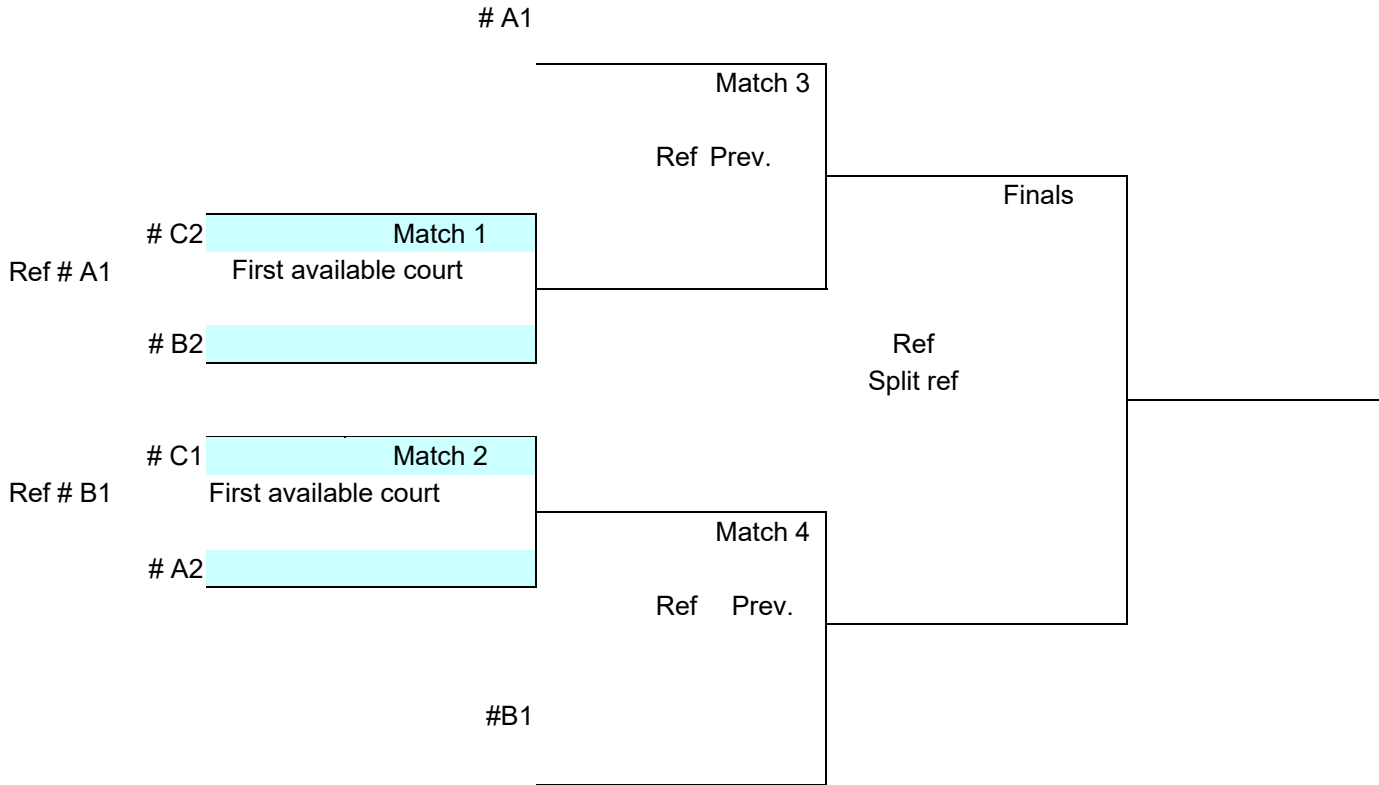 # A1
Match 3
Ref Prev.
Finals
# C2 Match 1
Ref # A1 First available court
# B2
Ref
Split ref
# C1 Match 2
Ref # B1 First available court
Match 4
# A2
Ref Prev.
#B1